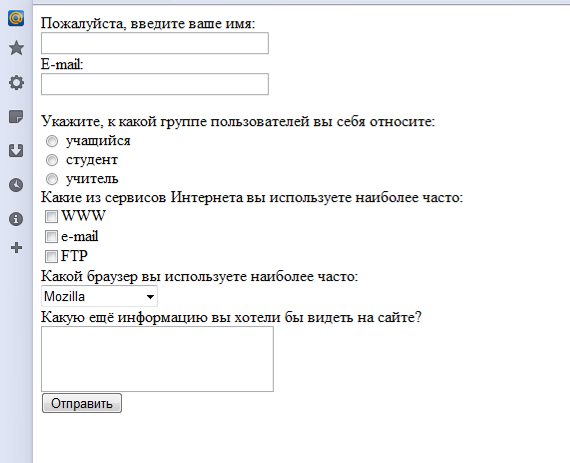 Пожалуйста, введите ваше имя:
E-mail:
Укажите, к какой группе пользователей вы себя относите:
учащийся
студент
учитель
Какие из сервисов Интернета вы используете наиболее часто:
WWW
e-mail
FTP
Какой браузер вы используете наиболее часто:
Mozilla
Какую ещё информацию вы хотели бы видеть на сайте?
Отправить